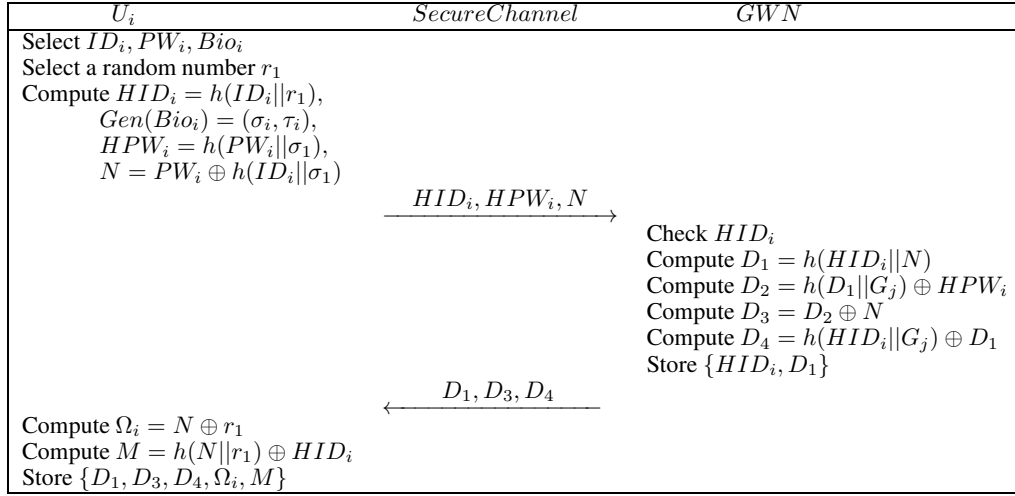 U_i SecureChannel GWN
Select ID_i, PW_i, Bio_i
Select a random number r_1
Compute HID_i = h(ID_i||r_1),
Gen(Bio_i) = (σ_i, τ_i),
HPW_i = h(PW_i||σ_1),
N = PW_i ⊕ h(ID_i||σ_1)
HID_i, HPW_i, N
Check HID_i
Compute D_1 = h(HID_i||N)
Compute D_2 = h(D_1||G_j) ⊕ HPW_i
Compute D_3 = D_2 ⊕ N
Compute D_4 = h(HID_i||G_j) ⊕ D_1
Store {HID_i, D_1}
D_1, D_3, D_4
Compute Ω_i = N ⊕ r_1
Compute M = h(N||r_1) ⊕ HID_i
Store {D_1, D_3, D_4, Ω_i, M}